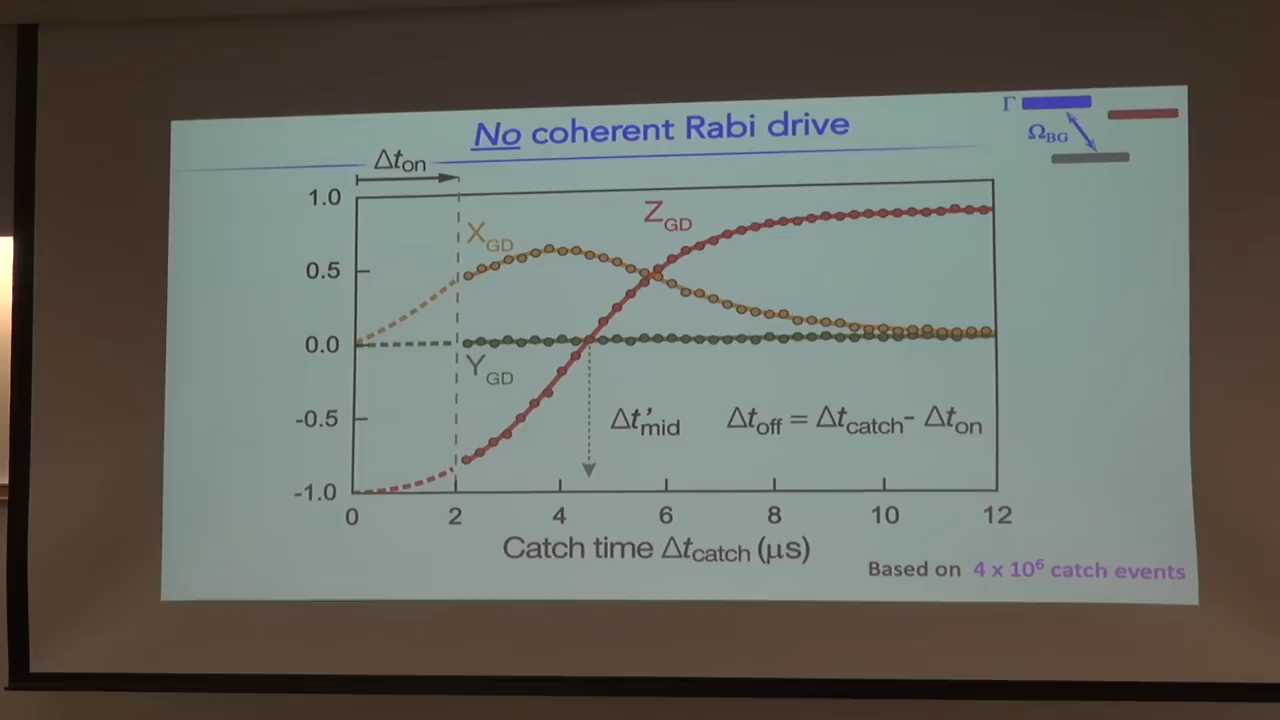 No coherent Rabi drive
Γ
Ω_BG
Δt_on
1.0
0.5
0.0
-0.5
-1.0
X_GD
Z_GD
Y_GD
Δt'_mid
Δt_off = Δt_catch- Δt_on
0 2 4 6 8 10 12
Catch time Δt_catch (μs)
Based on 4 x 10⁶ catch events